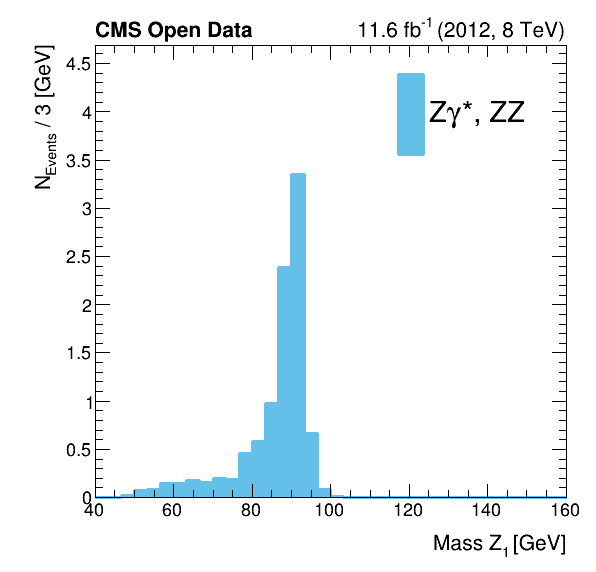 CMS Open Data
11.6 fb-1 (2012, 8 TeV)
NEvents / 3 [GeV]
4.5
4
3.5
3
2.5
2
1.5
1
0.5
0
Zγ*, ZZ
40 60 80 100 120 140 160
Mass Z1 [GeV]